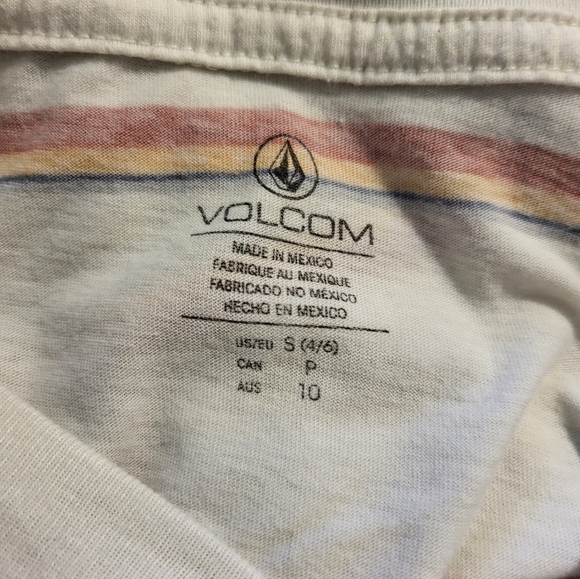 VOLCOM
MADE IN MEXICO
FABRIQUE AU MEXIQUE
FABRICADO NO MÉXICO
HECHO EN MEXICO
US/EU S (4/6)
CAN P
AUS 10